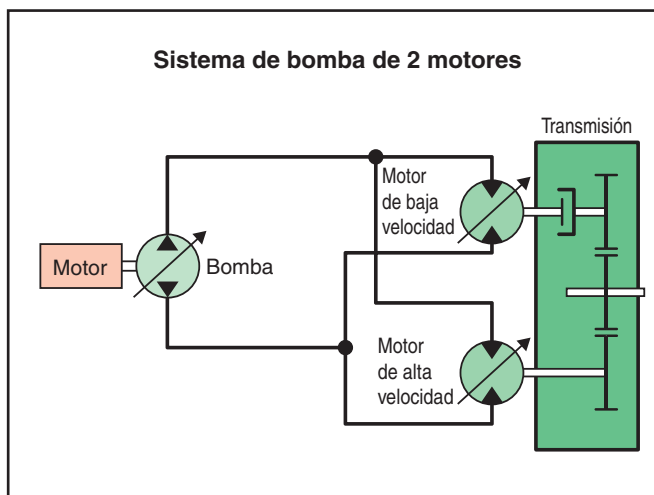 Sistema de bomba de 2 motores
Transmisión
Motor
de baja
velocidad
Motor
Bomba
Motor
de alta
velocidad